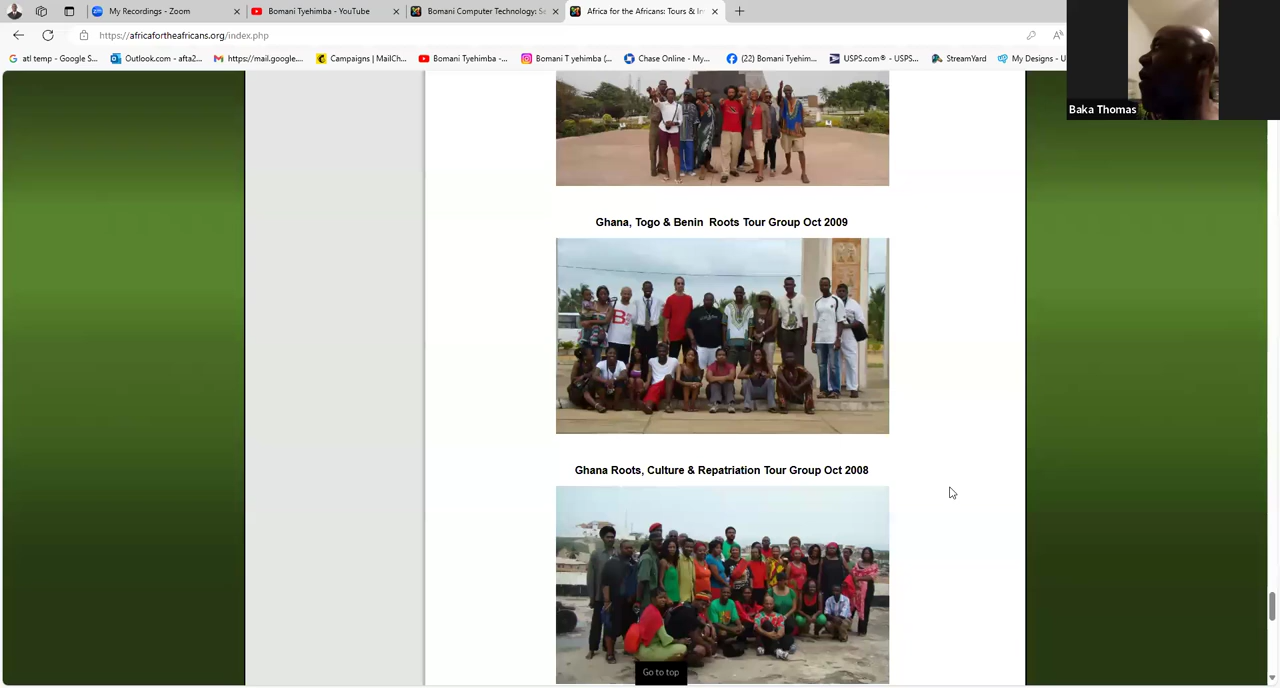 My Recordings - Zoom
Bomani Tyehimba - YouTube
Bomani Computer Technology: Se
Africa for the Africans: Tours & In
https://africafortheafricans.org/index.php
atl temp - Google S...
Outlook.com - afta2...
https://mail.google....
Campaigns | MailCh...
Bomani Tyehimba -...
Bomani T yehimba (...
Chase Online - My...
(22) Bomani Tyehim...
USPS.com® - USPS...
StreamYard
My Designs - U
Baka Thomas
Ghana, Togo & Benin Roots Tour Group Oct 2009
Ghana Roots, Culture & Repatriation Tour Group Oct 2008
Go to top